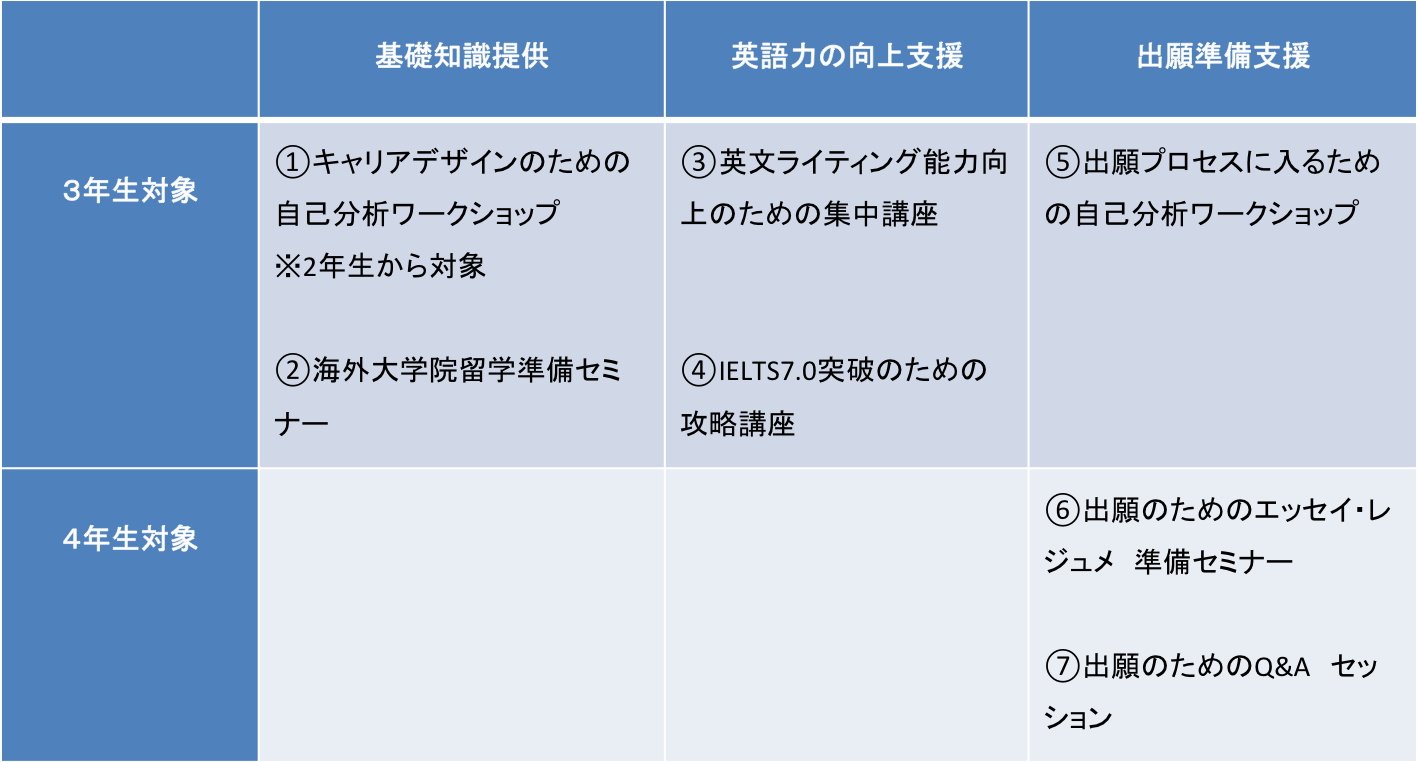 基礎知識提供
英語力の向上支援
出願準備支援
3年生対象
①キャリアデザインのための
自己分析ワークショップ
※2年生から対象
②海外大学院留学準備セミ
ナー
③英文ライティング能力向
上のための集中講座
④IELTS7.0突破のための
攻略講座
⑤出願プロセスに入るため
の自己分析ワークショップ
4年生対象
⑥出願のためのエッセイ・レ
ジュメ　準備セミナー
⑦出願のためのQ&A　セッ
ション